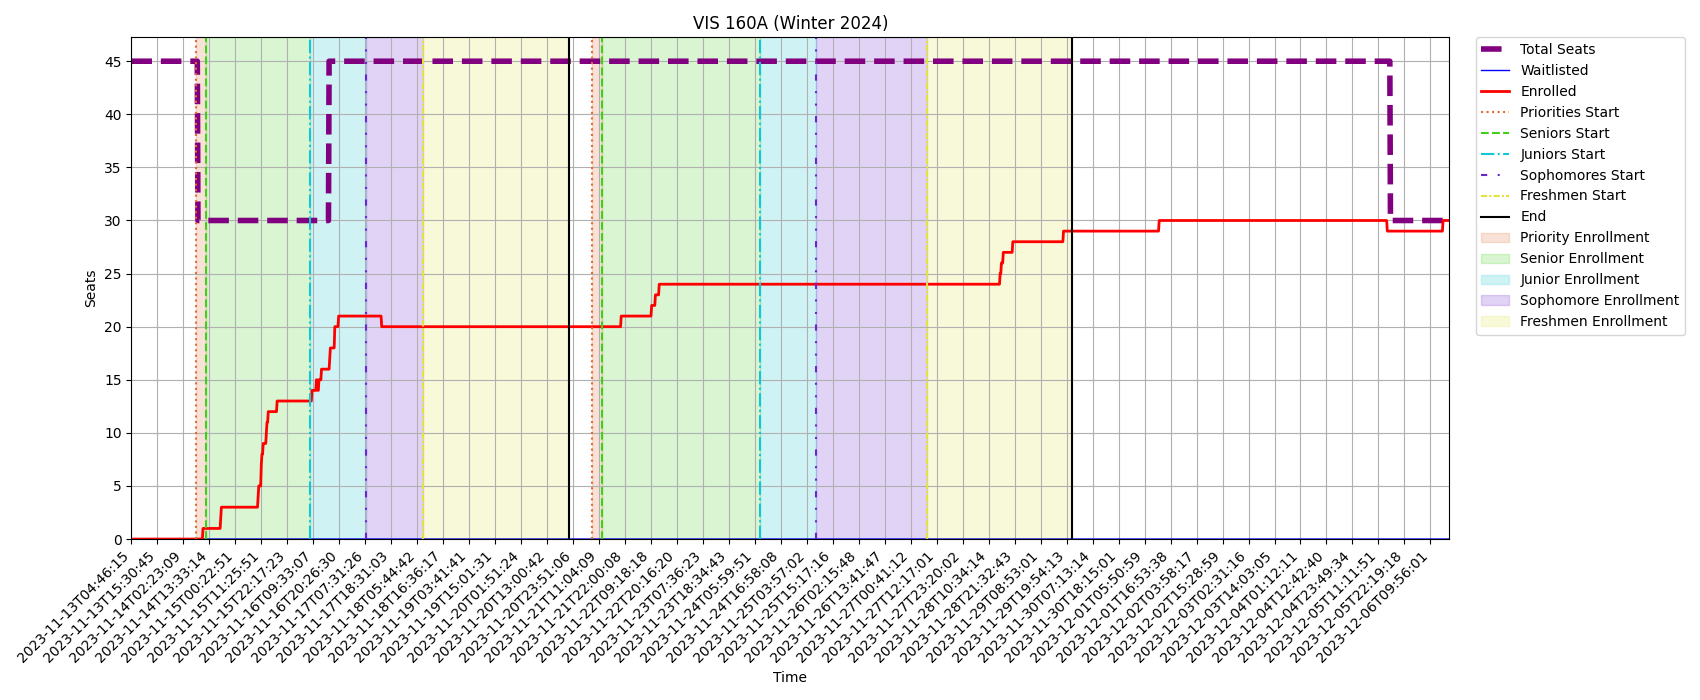 VIS 160A (Winter 2024)
Seats
45
40
35
30
25
20
15
10
5
0
2023-11-13T04:46:15
2023-11-13T15:30:45
2023-11-14T02:23:09
2023-11-14T13:33:14
2023-11-15T00:22:51
2023-11-15T11:25:51
2023-11-15T22:17:23
2023-11-16T09:33:07
2023-11-16T20:26:30
2023-11-17T07:31:26
2023-11-17T18:31:03
2023-11-18T05:44:42
2023-11-18T16:36:17
2023-11-19T03:41:41
2023-11-19T15:01:31
2023-11-20T01:51:24
2023-11-20T13:00:42
2023-11-20T23:51:06
2023-11-21T11:04:09
2023-11-21T22:00:08
2023-11-22T09:18:18
2023-11-22T20:16:20
2023-11-23T07:36:23
2023-11-23T18:34:43
2023-11-24T05:59:51
2023-11-24T16:58:08
2023-11-25T03:57:02
2023-11-25T15:17:16
2023-11-26T02:15:48
2023-11-26T13:41:47
2023-11-27T00:41:12
2023-11-27T12:17:01
2023-11-27T23:20:02
2023-11-28T10:34:14
2023-11-28T21:32:43
2023-11-29T08:53:01
2023-11-29T19:54:13
2023-11-30T07:13:14
2023-11-30T18:15:01
2023-12-01T05:50:59
2023-12-01T16:53:38
2023-12-02T03:58:17
2023-12-02T15:28:59
2023-12-03T02:31:16
2023-12-03T14:03:05
2023-12-04T01:12:11
2023-12-04T12:42:40
2023-12-04T23:49:34
2023-12-05T11:11:51
2023-12-05T22:19:18
2023-12-06T09:56:01
Time
Total Seats
Waitlisted
Enrolled
Priorities Start
Seniors Start
Juniors Start
Sophomores Start
Freshmen Start
End
Priority Enrollment
Senior Enrollment
Junior Enrollment
Sophomore Enrollment
Freshmen Enrollment